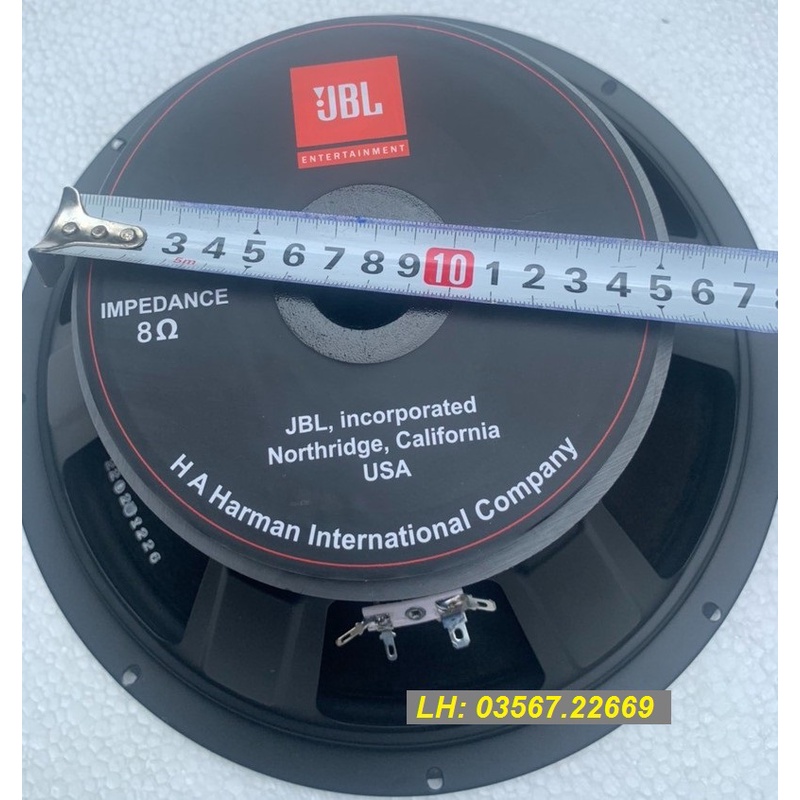 JBL
ENTERTAINMENT
3 4 5 6 7 8 9 10 1 2 3 4 5 6 7
5m
IMPEDANCE
8Ω
JBL, incorporated
Northridge, California
USA
H A Harman International Company
LH: 03567.22669